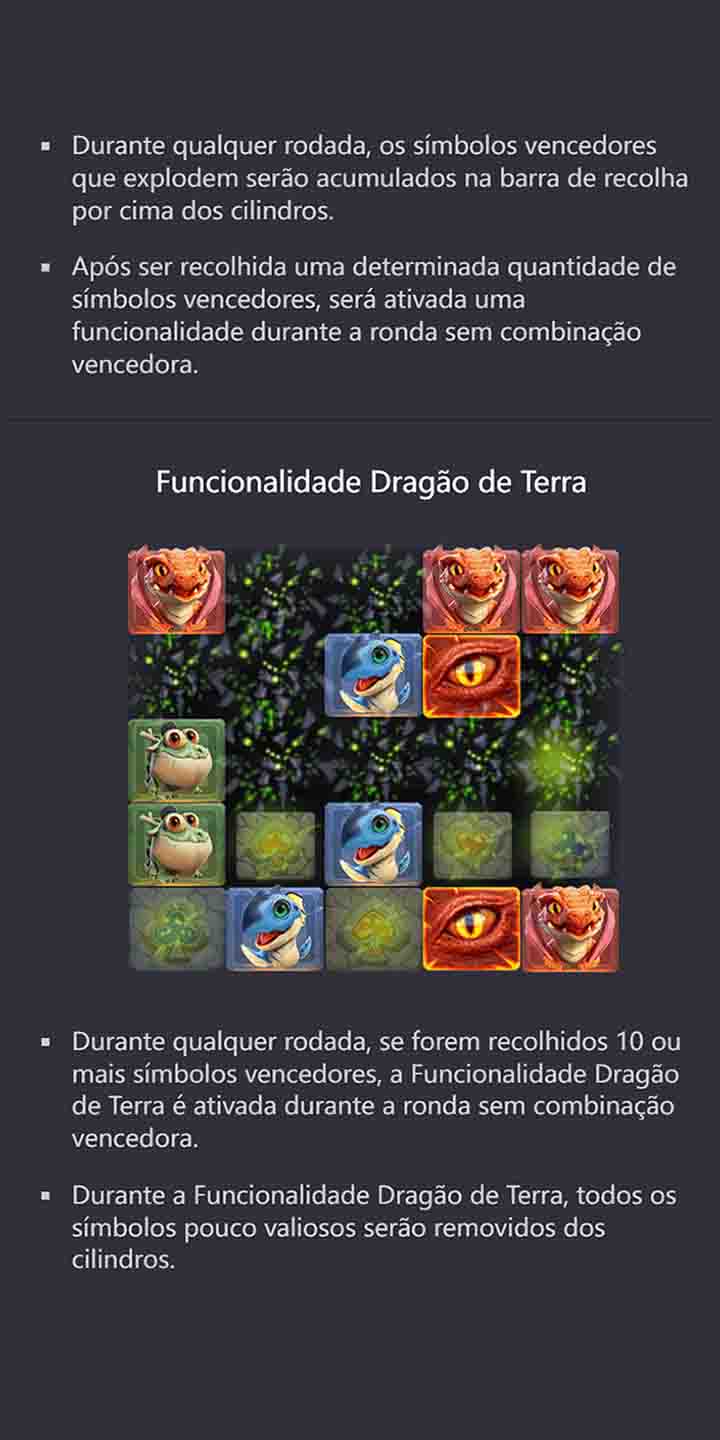 ▪ Durante qualquer rodada, os símbolos vencedores
que explodem serão acumulados na barra de recolha
por cima dos cilindros.
▪ Após ser recolhida uma determinada quantidade de
símbolos vencedores, será ativada uma
funcionalidade durante a ronda sem combinação
vencedora.
Funcionalidade Dragão de Terra
▪ Durante qualquer rodada, se forem recolhidos 10 ou
mais símbolos vencedores, a Funcionalidade Dragão
de Terra é ativada durante a ronda sem combinação
vencedora.
▪ Durante a Funcionalidade Dragão de Terra, todos os
símbolos pouco valiosos serão removidos dos
cilindros.